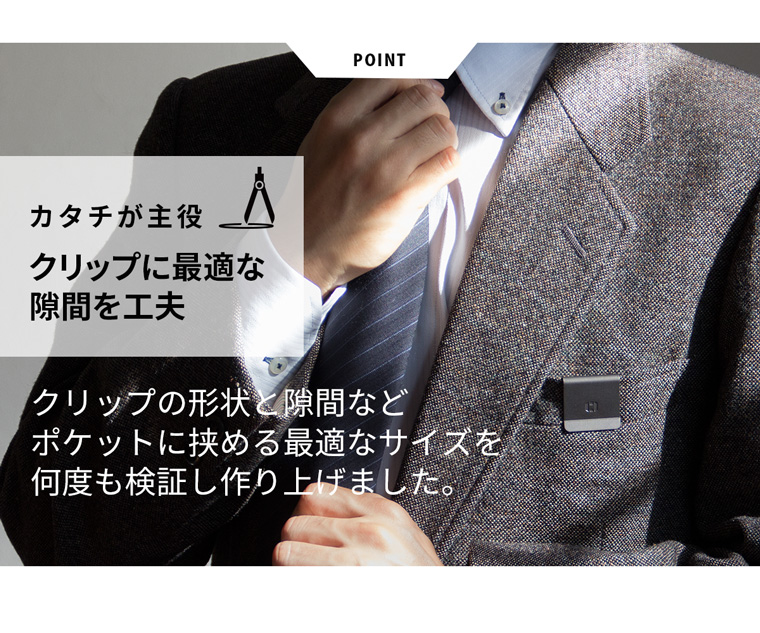 POINT
カタチが主役
クリップに最適な
隙間を工夫
クリップの形状と隙間など
ポケットに挟める最適なサイズを
何度も検証し作り上げました。